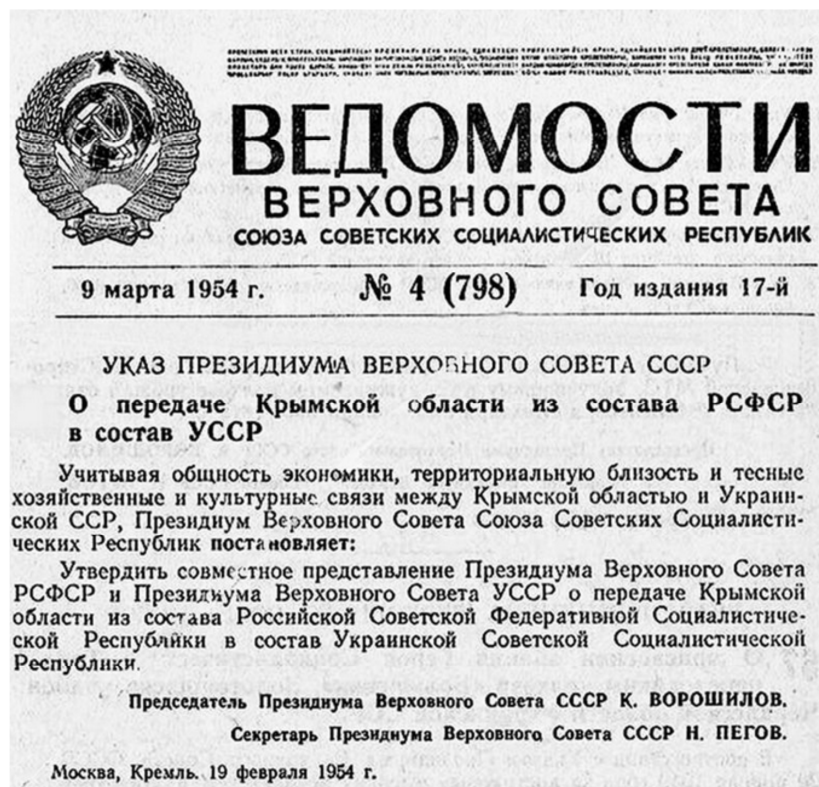 ВЕДОМОСТИ
ВЕРХОВНОГО СОВЕТА
СОЮЗА СОВЕТСКИХ СОЦИАЛИСТИЧЕСКИХ РЕСПУБЛИК
9 марта 1954 г. № 4 (798) Год издания 17-й
УКАЗ ПРЕЗИДИУМА ВЕРХОВНОГО СОВЕТА СССР
О передаче Крымской области из состава РСФСР
в состав УССР
Учитывая общность экономики, территориальную близость и тесные
хозяйственные и культурные связи между Крымской областью и Украин-
ской ССР, Президиум Верховного Совета Союза Советских Социалисти-
ческих Республик постановляет:
Утвердить совместное представление Президиума Верховного Совета
РСФСР и Президиума Верховного Совета УССР о передаче Крымской
области из состава Российской Советской Федеративной Социалистиче-
ской Республики в состав Украинской Советской Социалистической
Республики.
Председатель Президиума Верховного Совета СССР К. ВОРОШИЛОВ.
Секретарь Президиума Верховного Совета СССР Н. ПЕГОВ.
Москва, Кремль. 19 февраля 1954 г.